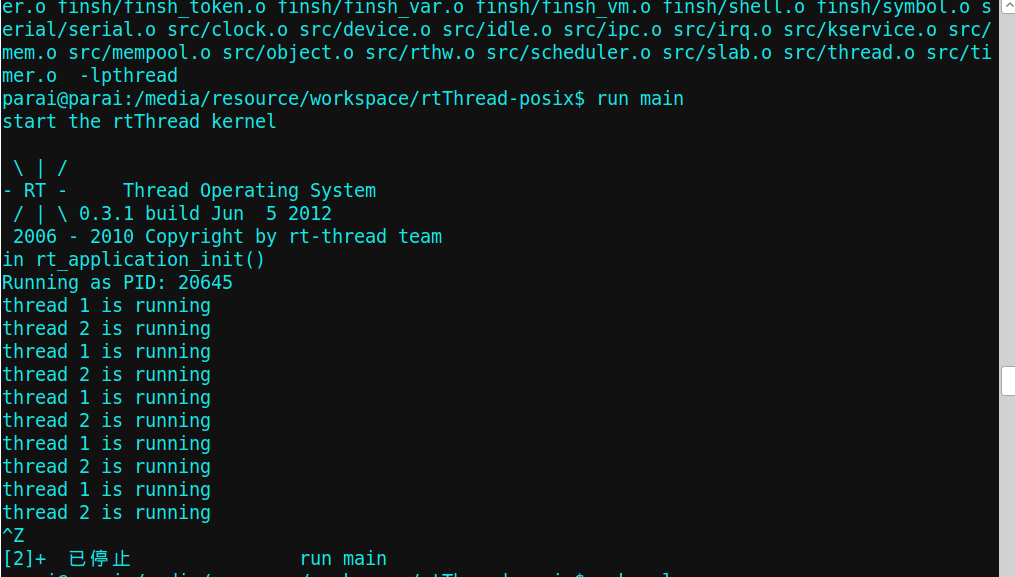 er.o finsh/finsh_token.o finsh/finsh_var.o finsh/finsh_vm.o finsh/shell.o finsh/symbol.o s
erial/serial.o src/clock.o src/device.o src/idle.o src/ipc.o src/irq.o src/kservice.o src/
mem.o src/mempool.o src/object.o src/rthw.o src/scheduler.o src/slab.o src/thread.o src/ti
mer.o  -lpthread
parai@parai:/media/resource/workspace/rtThread-posix$ run main
start the rtThread kernel
 \ | /
- RT -     Thread Operating System
 / | \ 0.3.1 build Jun  5 2012
 2006 - 2010 Copyright by rt-thread team
in rt_application_init()
Running as PID: 20645
thread 1 is running
thread 2 is running
thread 1 is running
thread 2 is running
thread 1 is running
thread 2 is running
thread 1 is running
thread 2 is running
thread 1 is running
thread 2 is running
^Z
[2]+  已停止               run main